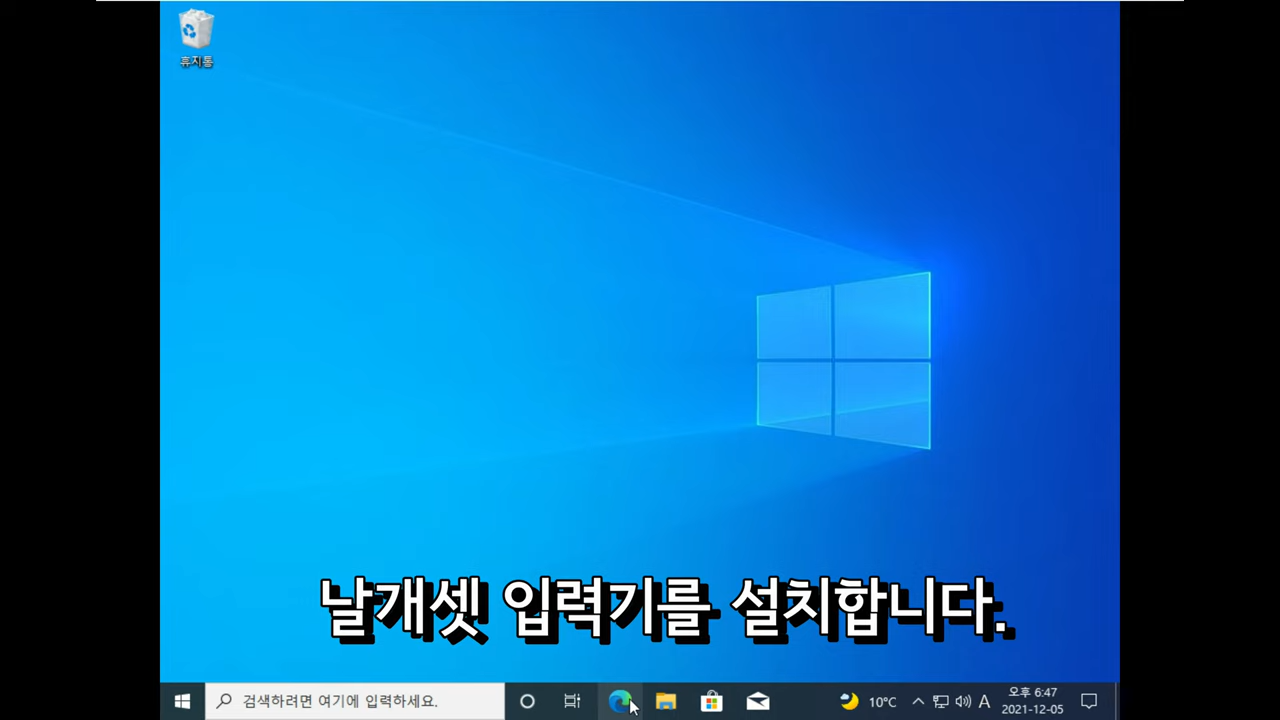 휴지통
날개셋 입력기를 설치합니다.
검색하려면 여기에 입력하세요.
10°C
A
오후 6:47
2021-12-05